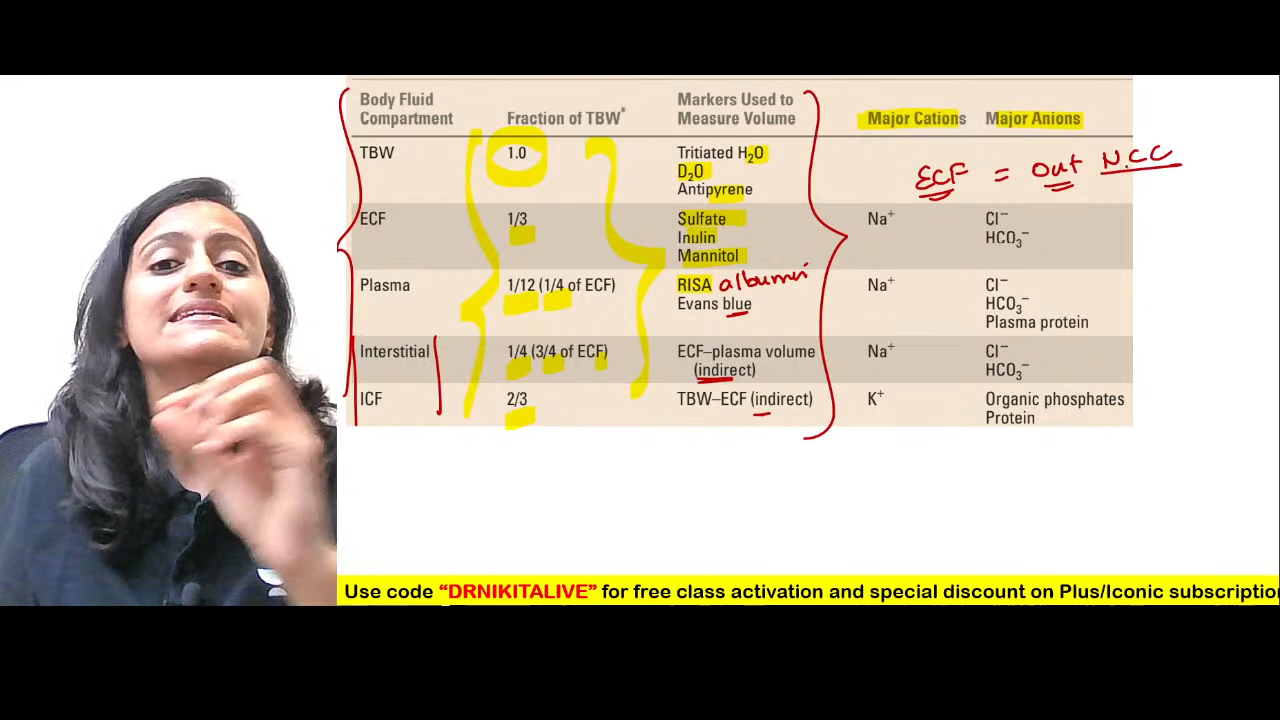 Body Fluid Compartment Fraction of TBW* Markers Used to Measure Volume Major Cations Major Anions
ECF = Out N.CC
TBW 1.0 Tritiated H₂O
D₂O
Antipyrene
ECF 1/3 Sulfate Na⁺ Cl⁻
Inulin HCO₃⁻
Mannitol
Plasma 1/12 (1/4 of ECF) RISA albumin Na⁺ Cl⁻
Evans blue HCO₃⁻
Plasma protein
Interstitial 1/4 (3/4 of ECF) ECF–plasma volume Na⁺ Cl⁻
(indirect) HCO₃⁻
ICF 2/3 TBW–ECF (indirect) K⁺ Organic phosphates
Protein
Use code “DRNIKITALIVE” for free class activation and special discount on Plus/Iconic subscription